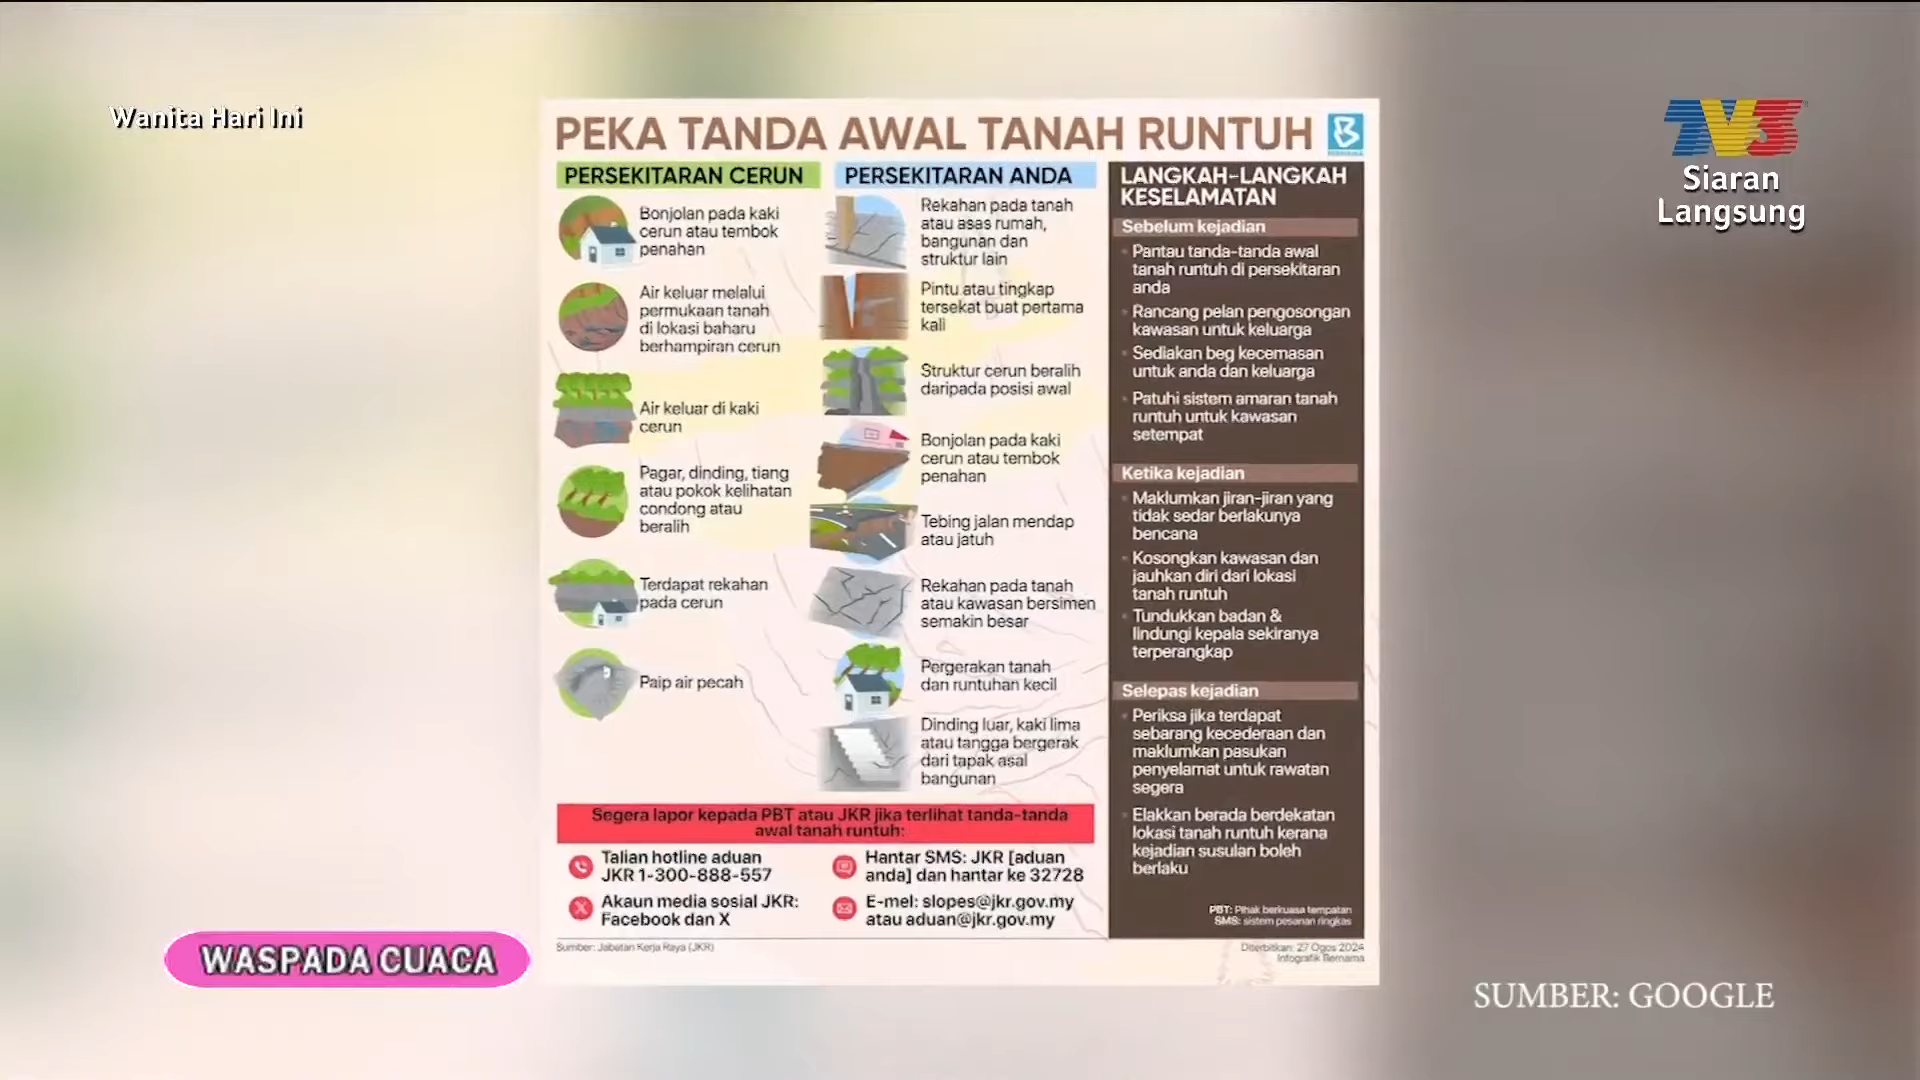 Wanita Hari Ini
TV3
Siaran
Langsung
PEKA TANDA AWAL TANAH RUNTUH
PERSEKITARAN CERUN
Bonjolan pada kaki
cerun atau tembok
penahan
Air keluar melalui
permukaan tanah
di lokasi baharu
berhampiran cerun
Air keluar di kaki
cerun
Pagar, dinding, tiang
atau pokok kelihatan
condong atau
beralih
Terdapat rekahan
pada cerun
Paip air pecah
PERSEKITARAN ANDA
Rekahan pada tanah
atau asas rumah,
bangunan dan
struktur lain
Pintu atau tingkap
tersekat buat pertama
kali
Struktur cerun beralih
daripada posisi awal
Bonjolan pada kaki
cerun atau tembok
penahan
Tebing jalan mendap
atau jatuh
Rekahan pada tanah
atau kawasan bersimen
semakin besar
Pergerakan tanah
dan runtuhan kecil
Dinding luar, kaki lima
atau tangga bergerak
dari tapak asal
bangunan
LANGKAH-LANGKAH
KESELAMATAN
Sebelum kejadian
Pantau tanda-tanda awal
tanah runtuh di persekitaran
anda
Rancang pelan pengosongan
kawasan untuk keluarga
Sediakan beg kecemasan
untuk anda dan keluarga
Patuhi sistem amaran tanah
runtuh untuk kawasan
setempat
Ketika kejadian
Maklumkan jiran-jiran yang
tidak sedar berlakunya
bencana
Kosongkan kawasan dan
jauhkan diri dari lokasi
tanah runtuh
Tundukkan badan &
lindungi kepala sekiranya
terperangkap
Selepas kejadian
Periksa jika terdapat
sebarang kecederaan dan
maklumkan pasukan
penyelamat untuk rawatan
segera
Elakkan berada berdekatan
lokasi tanah runtuh kerana
kejadian susulan boleh
berlaku
PBT: Pihak berkuasa tempatan
SMS: sistem pesanan ringkas
Segera lapor kepada PBT atau JKR jika terlihat tanda-tanda
awal tanah runtuh:
Talian hotline aduan
JKR 1-300-888-557
Akaun media sosial JKR:
Facebook dan X
Hantar SMS: JKR [aduan
anda] dan hantar ke 32728
E-mel: slopes@jkr.gov.my
atau aduan@jkr.gov.my
Sumber: Jabatan Kerja Raya (JKR)
Diterbitkan: 27 Ogos 2024
Infografik Bernama
WASPADA CUACA
SUMBER: GOOGLE